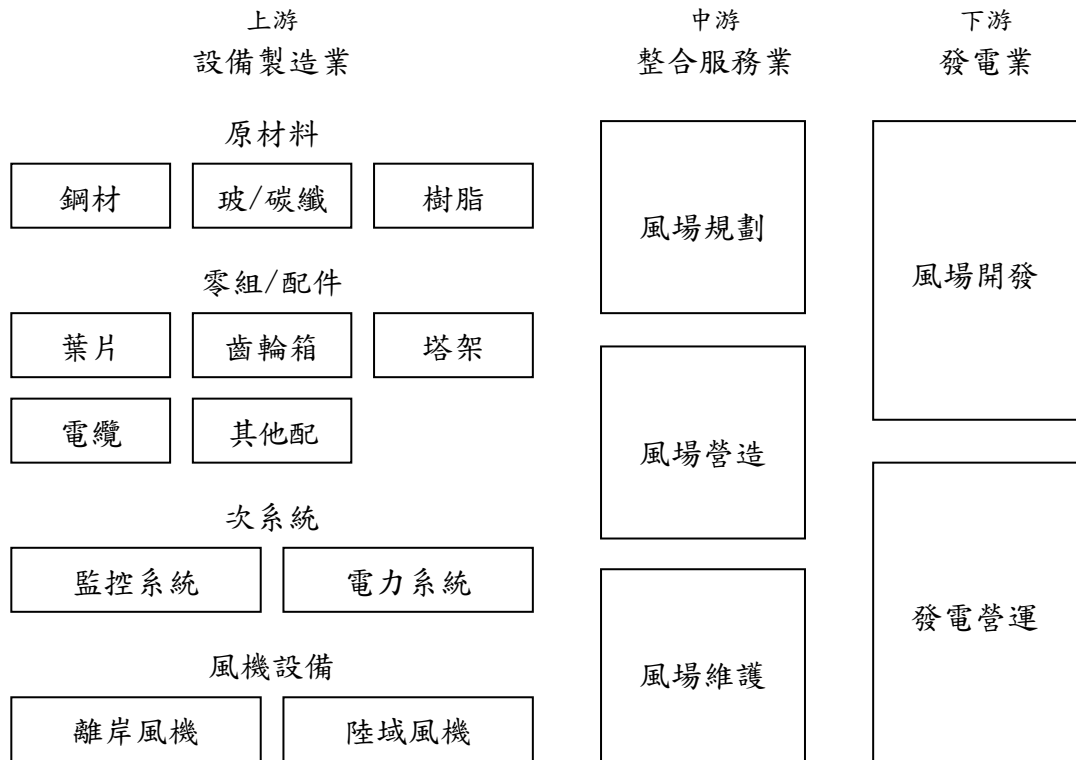 上游
設備製造業
原材料
鋼材
玻/碳纖
樹脂
零組/配件
葉片
齒輪箱
塔架
電纜
其他配
次系統
監控系統
電力系統
風機設備
離岸風機
陸域風機
中游
整合服務業
風場規劃
風場營造
風場維護
下游
發電業
風場開發
發電營運